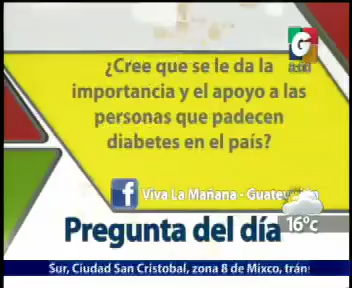 ¿Cree que se le da la
importancia y el apoyo a las
personas que padecen
diabetes en el país?
Viva La Mañana - Guatevisión
Pregunta del día
16°c
Sur, Ciudad San Cristobal, zona 8 de Mixco, trán